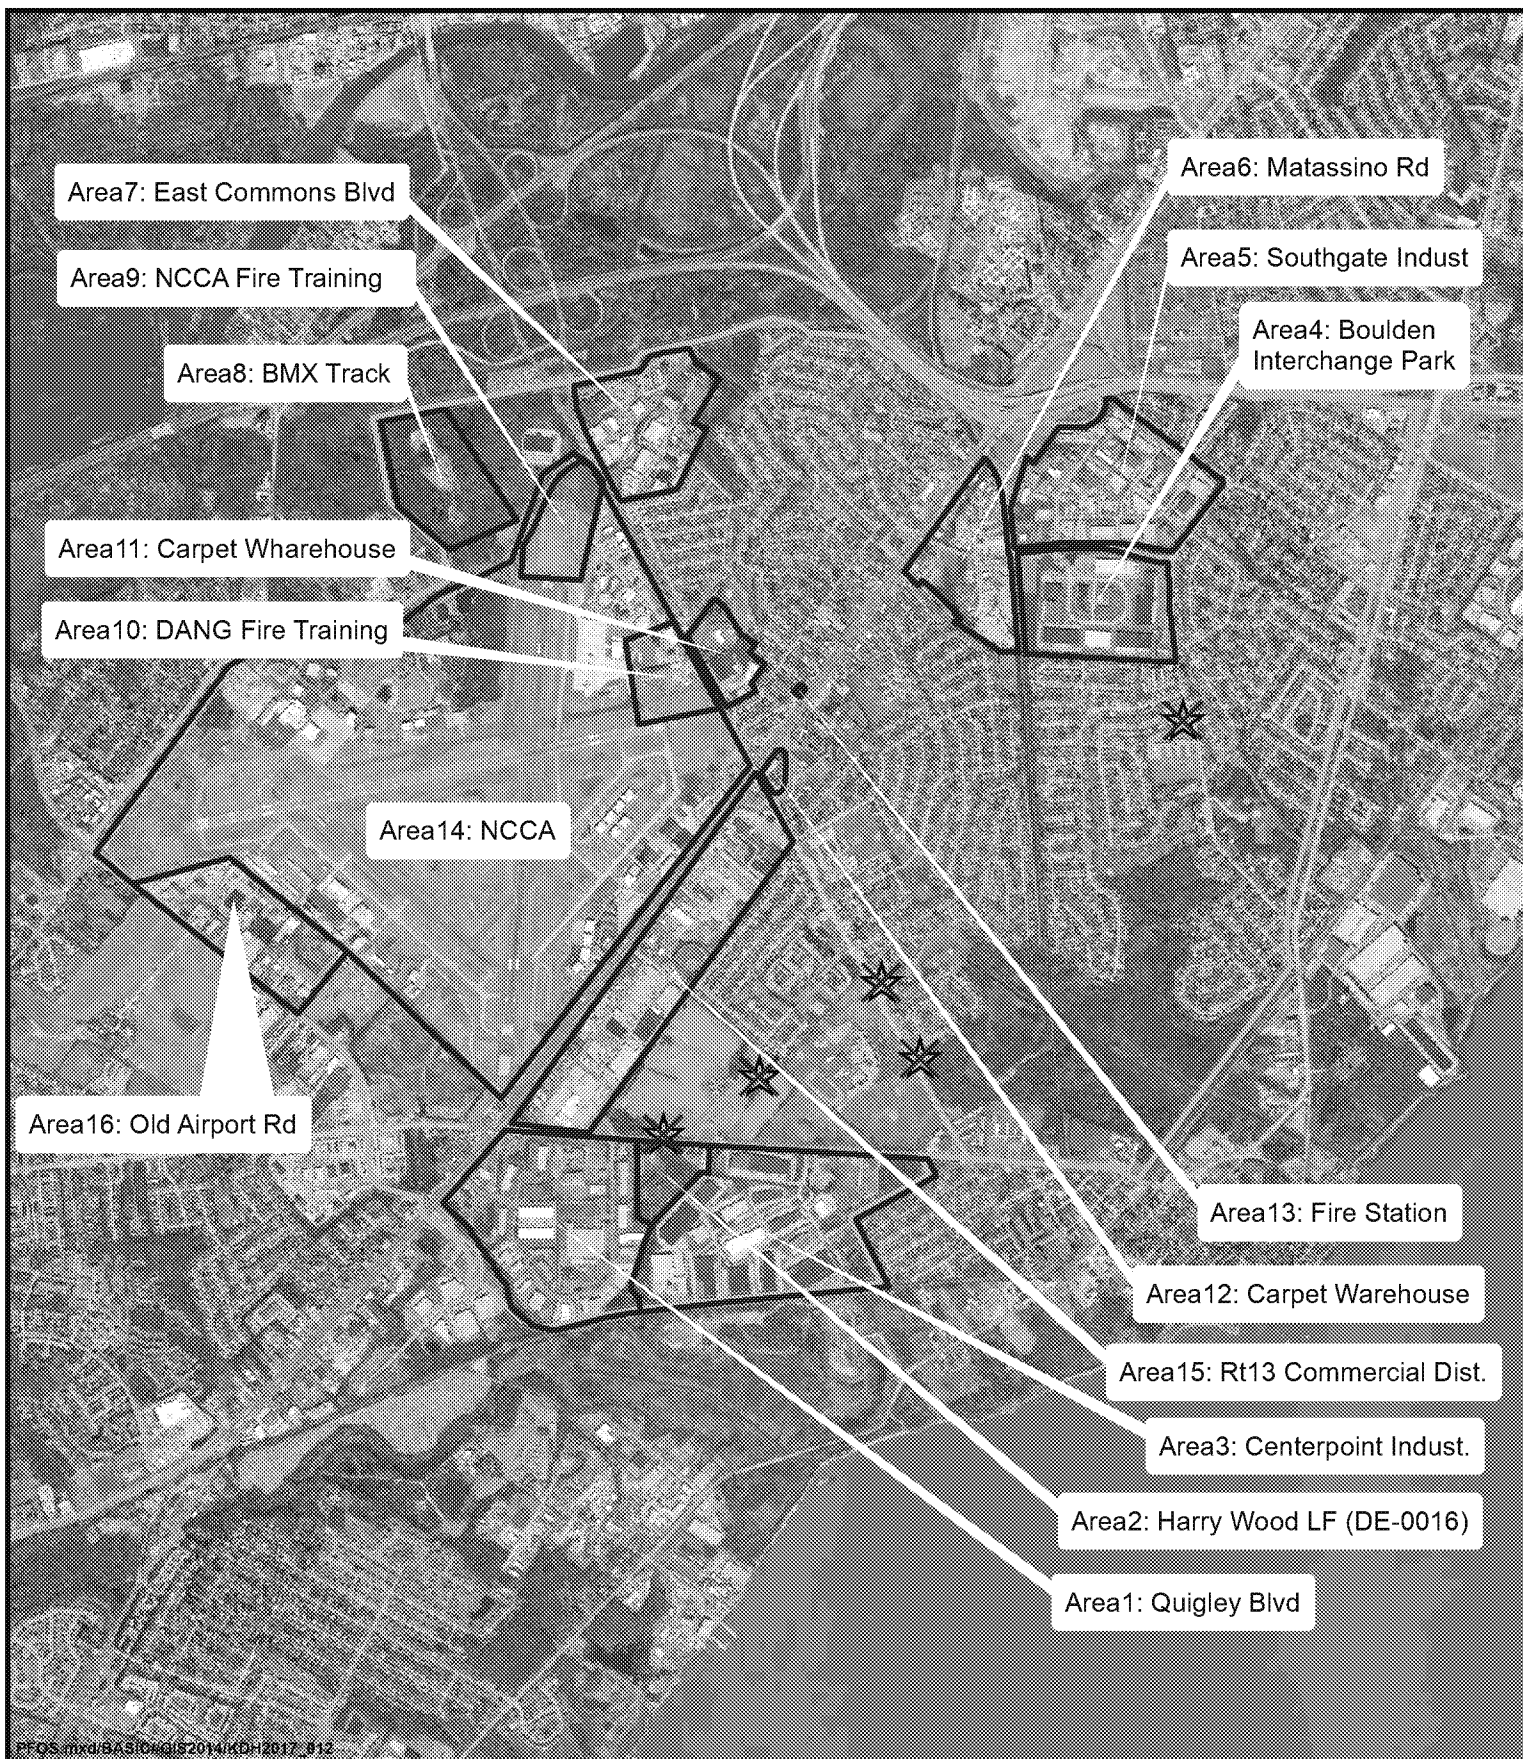 Area6: Matassino Rd
Area7: East Commons Blvd
Area5: Southgate Indust
Area9: NCCA Fire Training
Area4: Boulden
Interchange Park
Area8: BMX Track
Area11: Carpet Wharehouse
Area10: DANG Fire Training
Area14: NCCA
Area16: Old Airport Rd
Area13: Fire Station
Area12: Carpet Warehouse
Area15: Rt13 Commercial Dist.
Area3: Centerpoint Indust.
Area2: Harry Wood LF (DE-0016)
Area1: Quigley Blvd